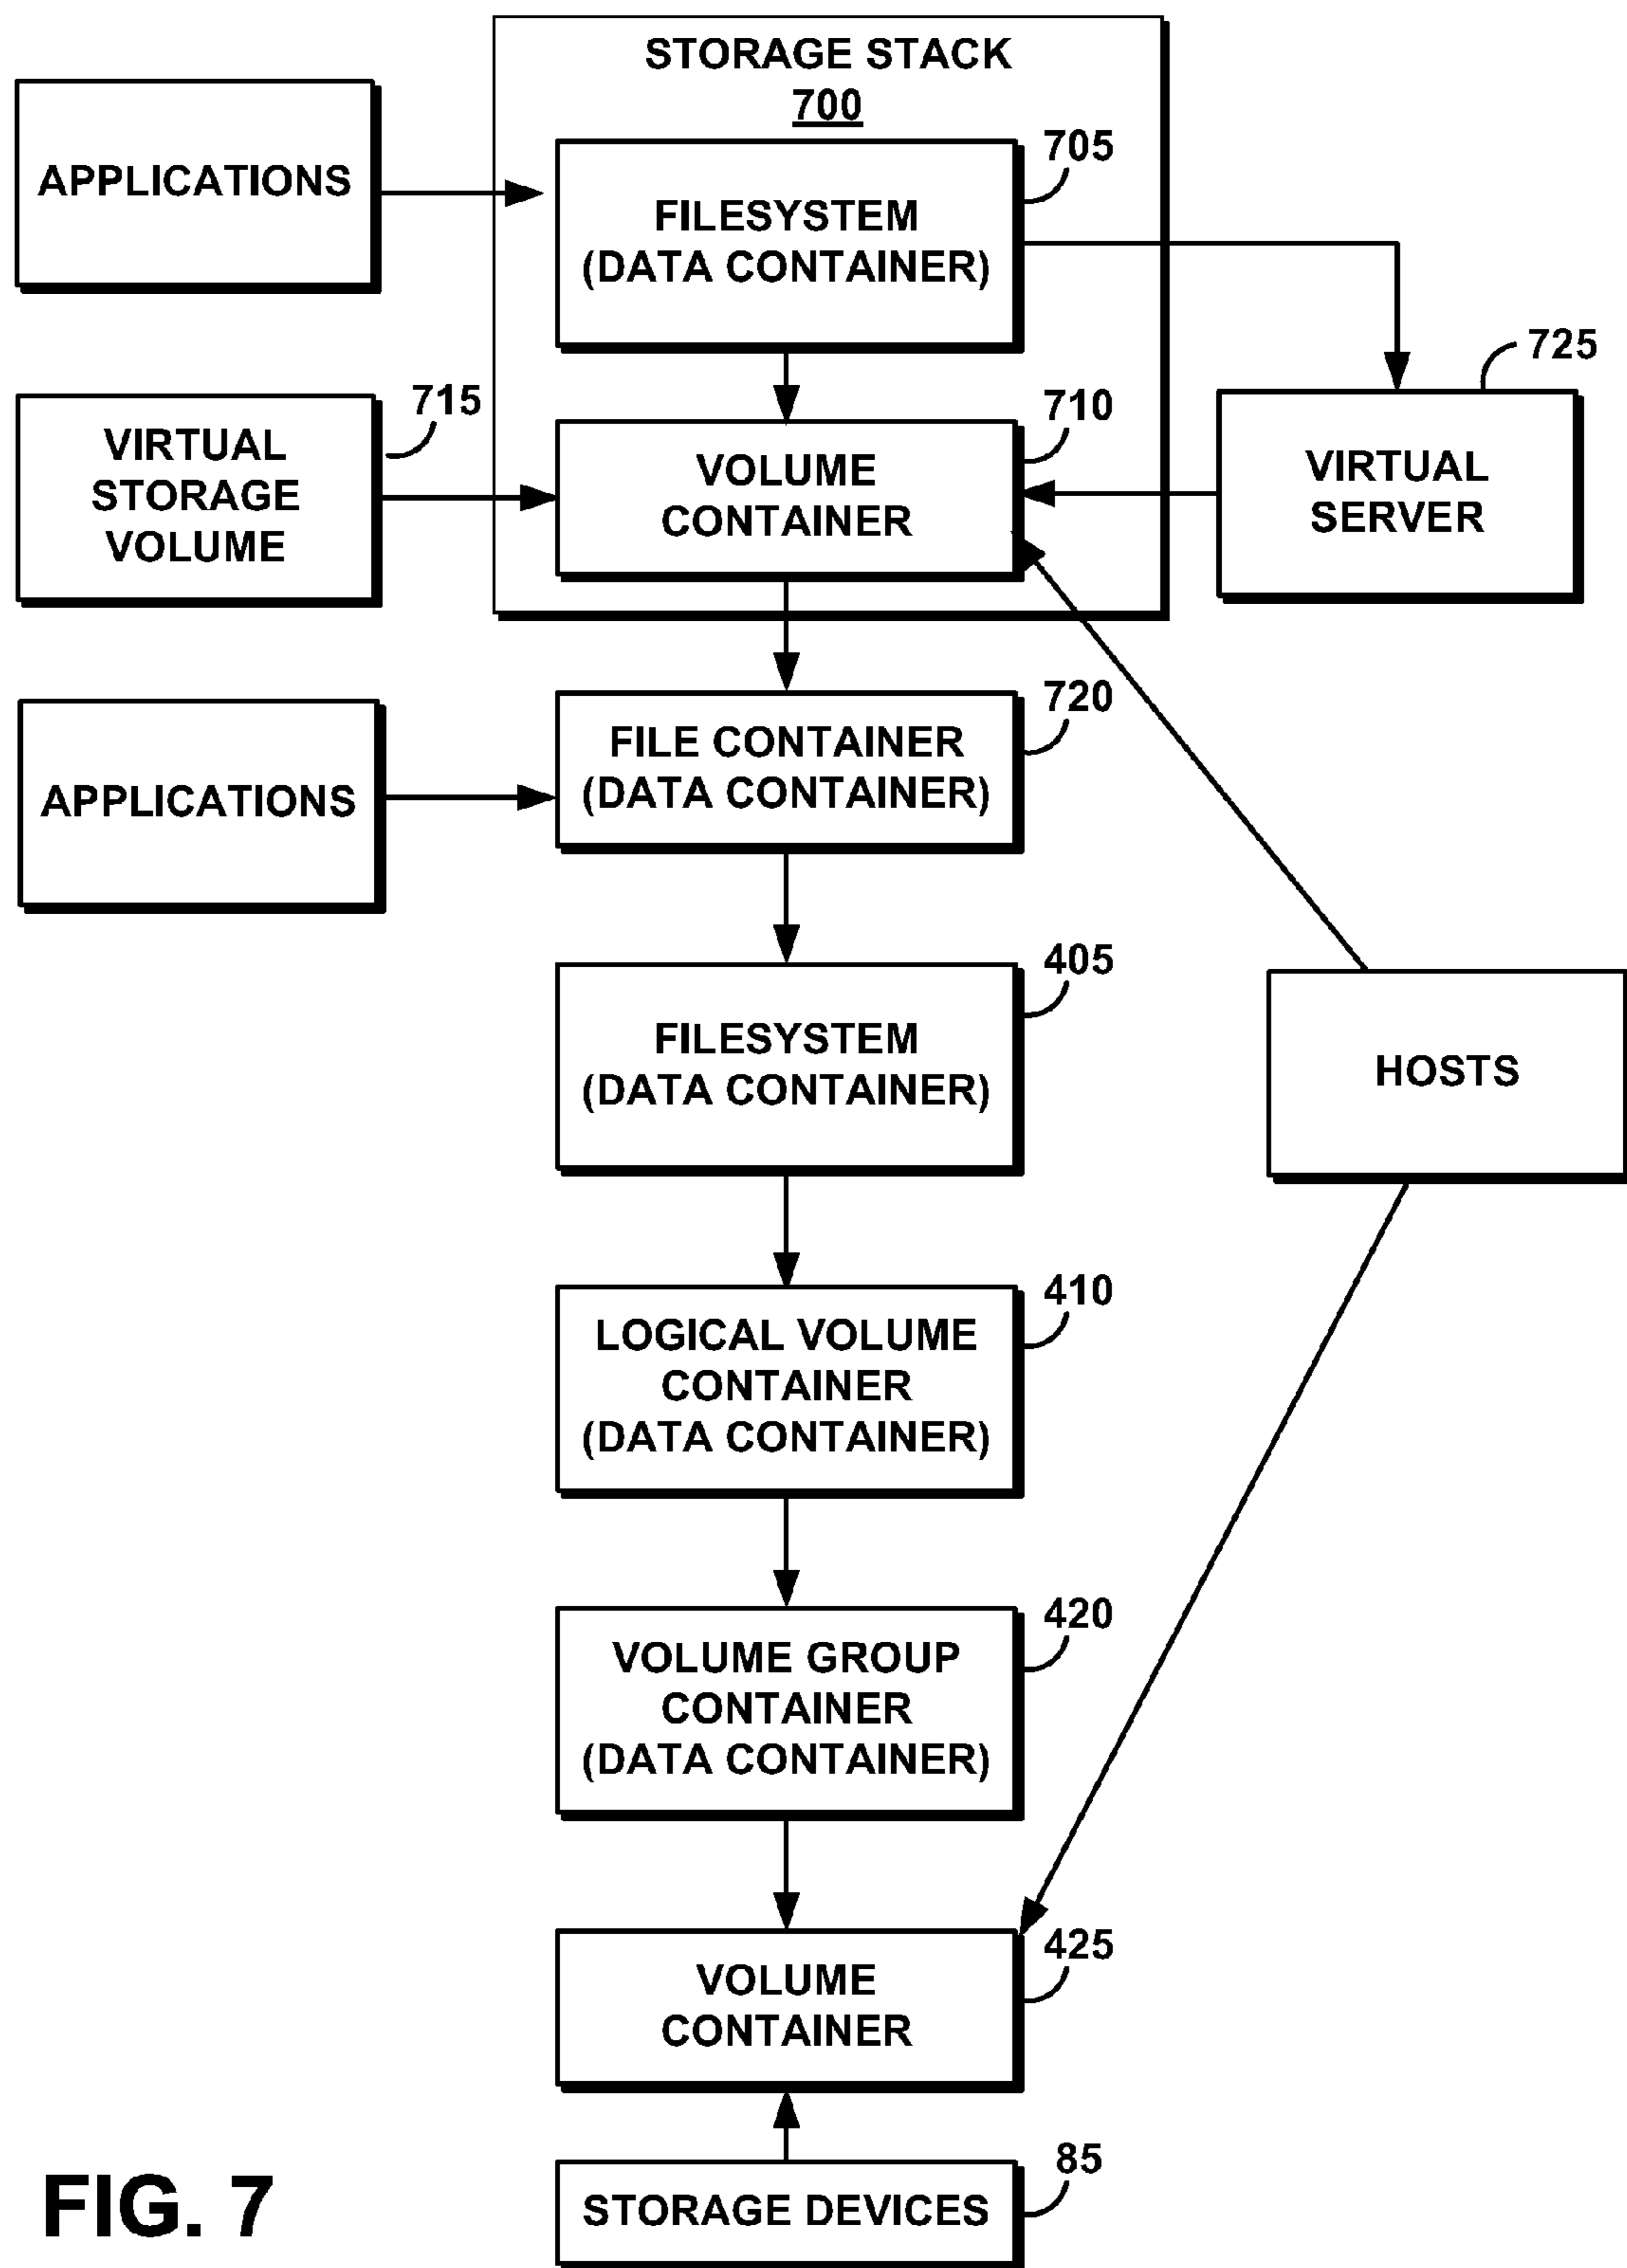 STORAGE STACK
700
APPLICATIONS
705
FILESYSTEM
(DATA CONTAINER)
725
715
VIRTUAL
STORAGE
VOLUME
710
VOLUME
CONTAINER
VIRTUAL
SERVER
720
FILE CONTAINER
(DATA CONTAINER)
APPLICATIONS
405
FILESYSTEM
(DATA CONTAINER)
HOSTS
410
LOGICAL VOLUME
CONTAINER
(DATA CONTAINER)
420
VOLUME GROUP
CONTAINER
(DATA CONTAINER)
425
VOLUME
CONTAINER
85
STORAGE DEVICES
FIG. 7